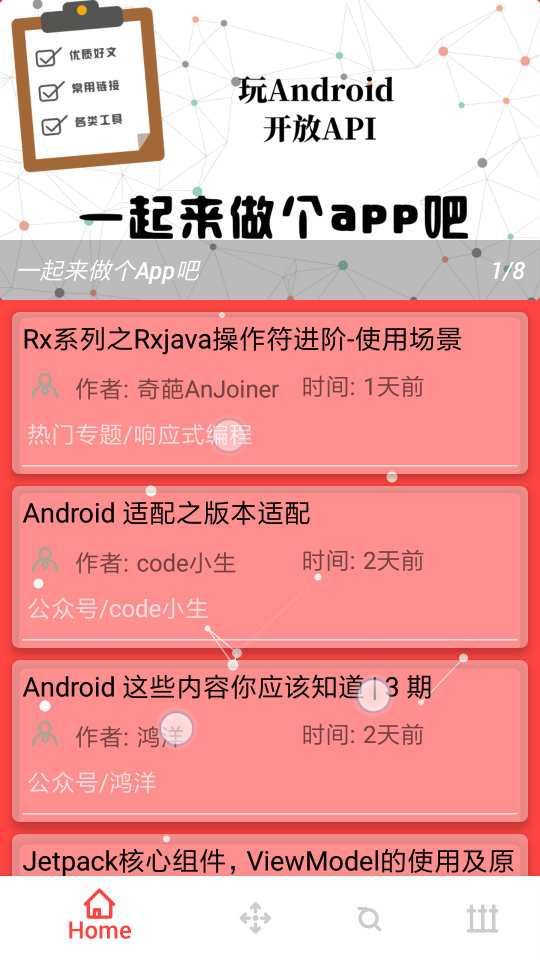 优质好文
常用链接
各类工具
玩Android
开放API
一起来做个app吧
一起来做个App吧
1/8
Rx系列之Rxjava操作符进阶-使用场景
作者: 奇葩AnJoiner 时间: 1天前
热门专题/响应式编程
Android 适配之版本适配
作者: code小生 时间: 2天前
公众号/code小生
Android 这些内容你应该知道 | 3 期
作者: 鸿洋 时间: 2天前
公众号/鸿洋
Jetpack核心组件，ViewModel的使用及原
Home